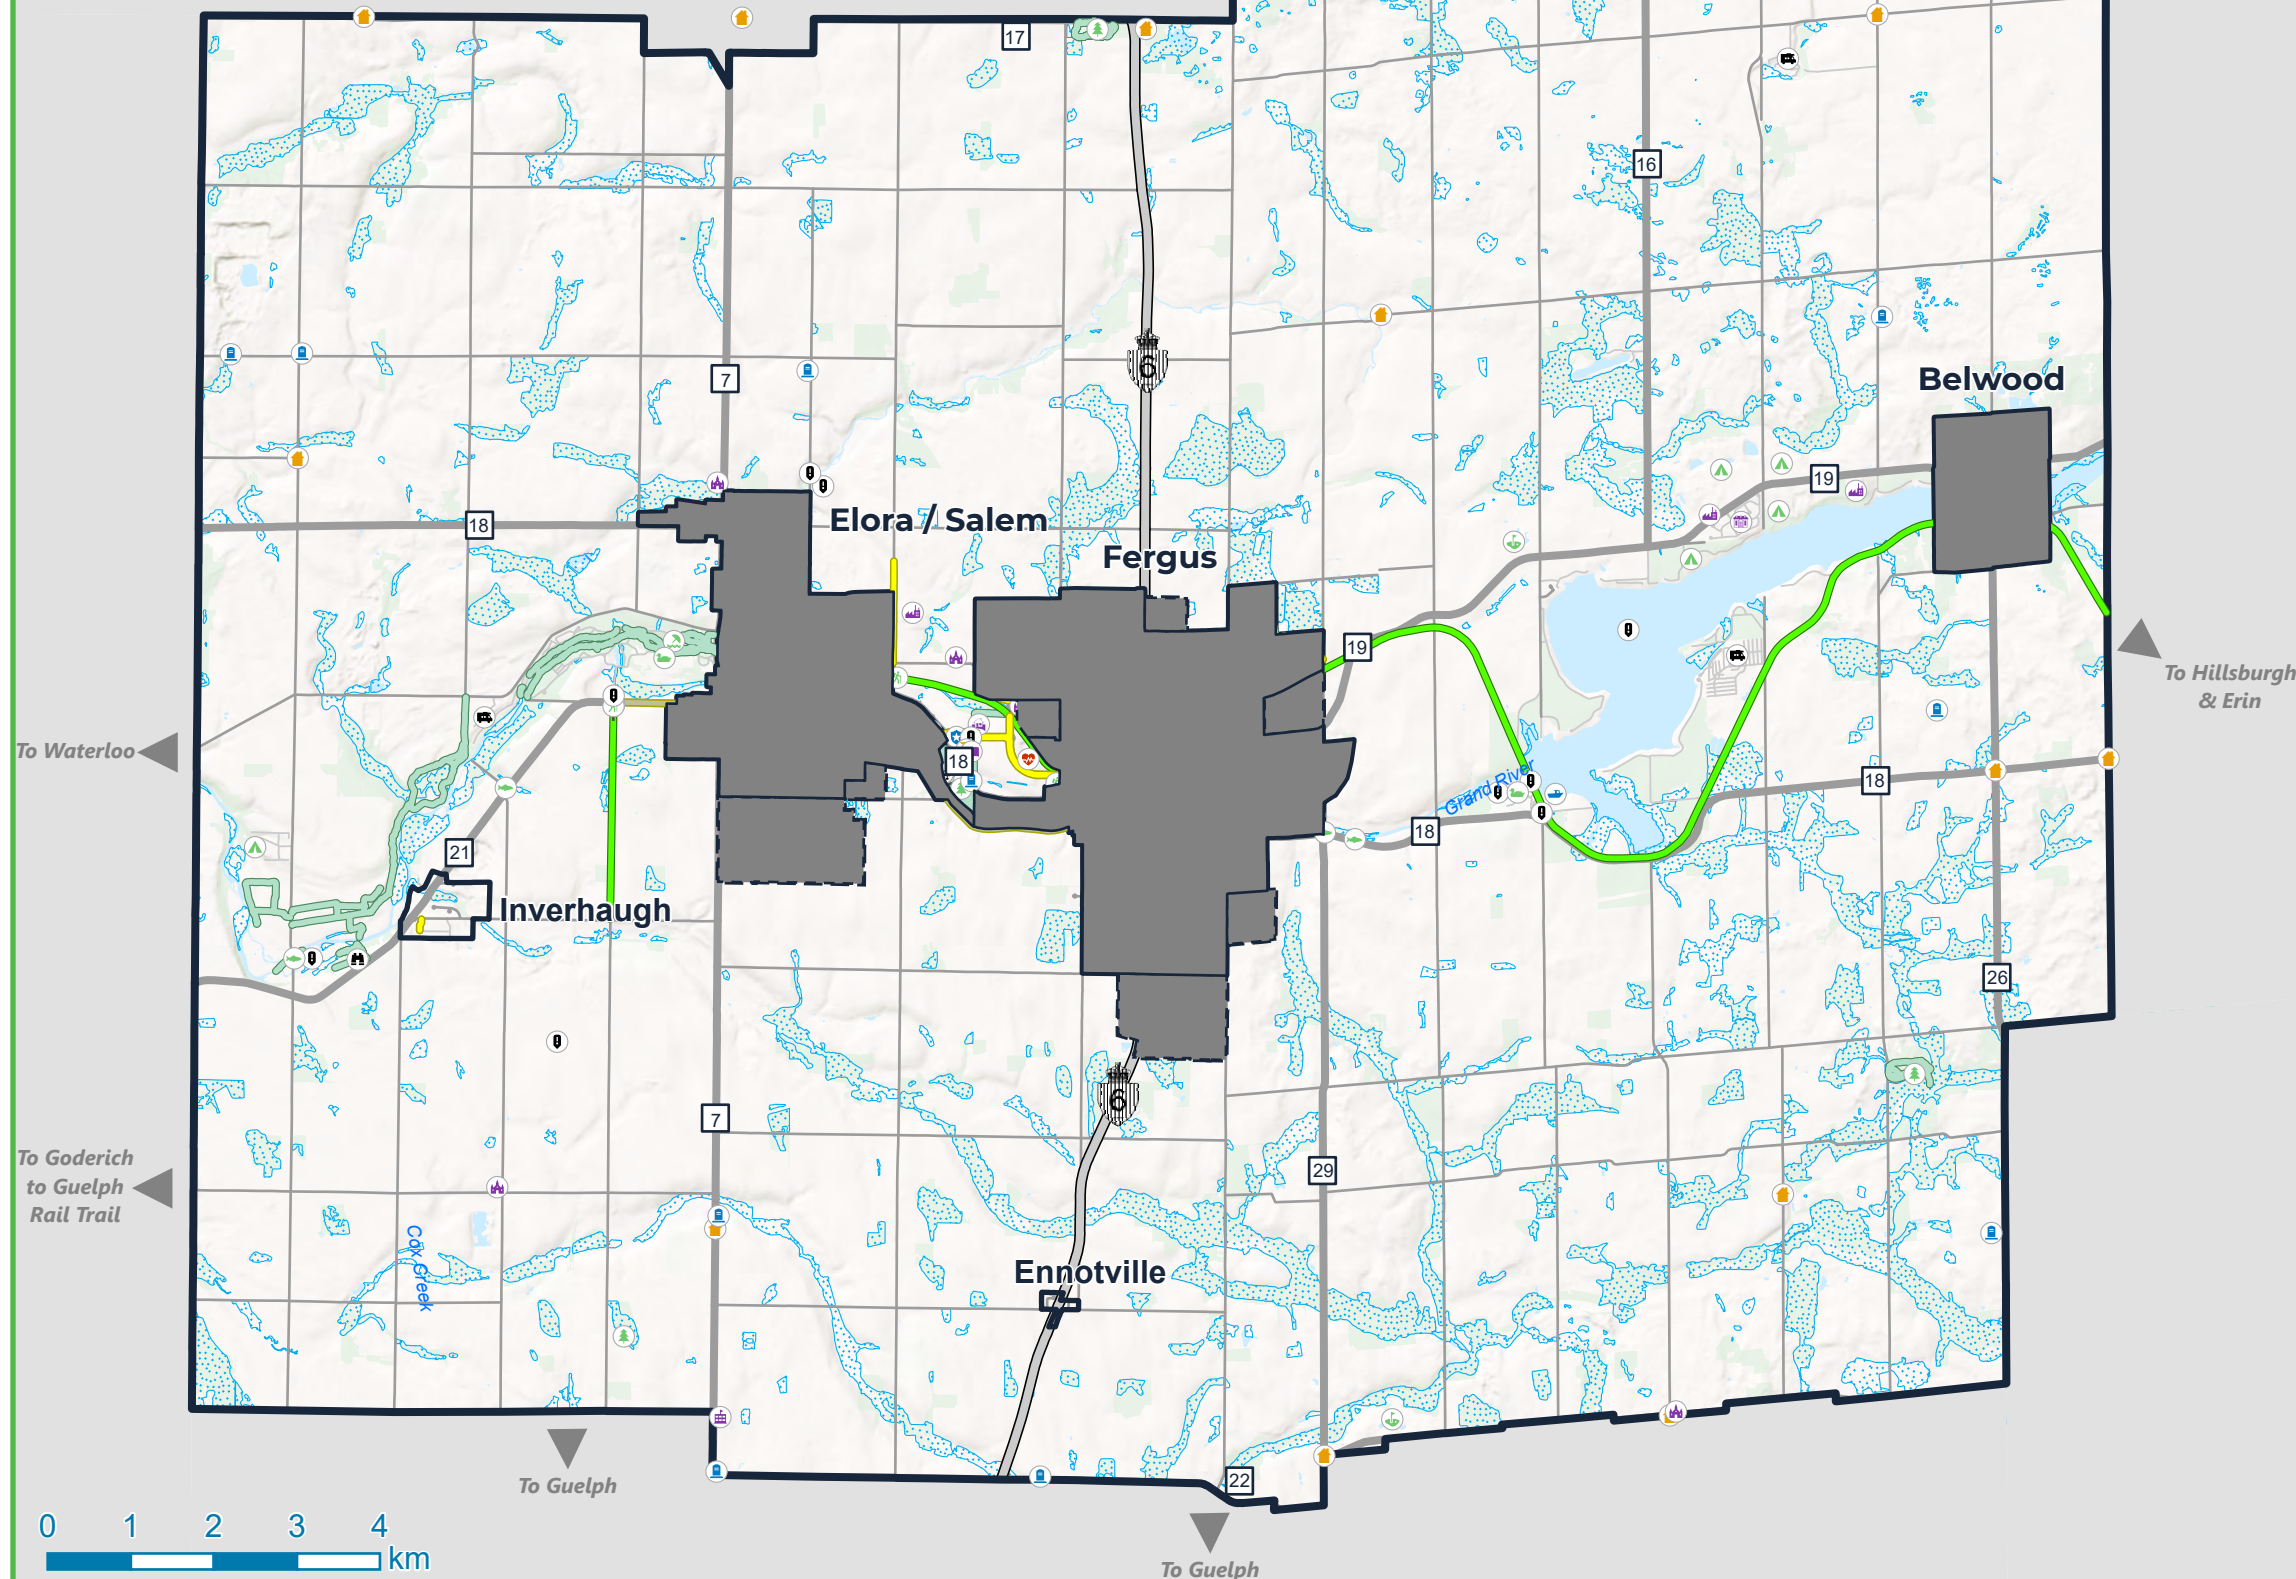 17
16
6
7
Belwood
19
Elora / Salem
18
Fergus
19
To Hillsburgh
& Erin
To Waterloo
18
Grand River
18
18
21
Inverhaugh
26
6
7
29
To Goderich
to Guelph
Rail Trail
Cox Creek
Ennotville
22
To Guelph
To Guelph
0 1 2 3 4
km